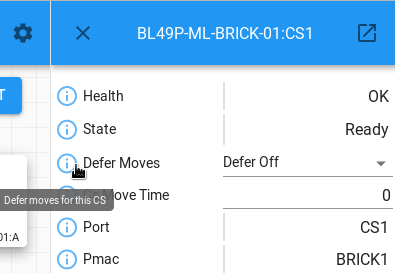 BL49P-ML-BRICK-01:CS1
T
Health OK
State Ready
Defer Moves Defer Off
Defer moves for this CS
Move Time 0
01:A
Port CS1
Pmac BRICK1